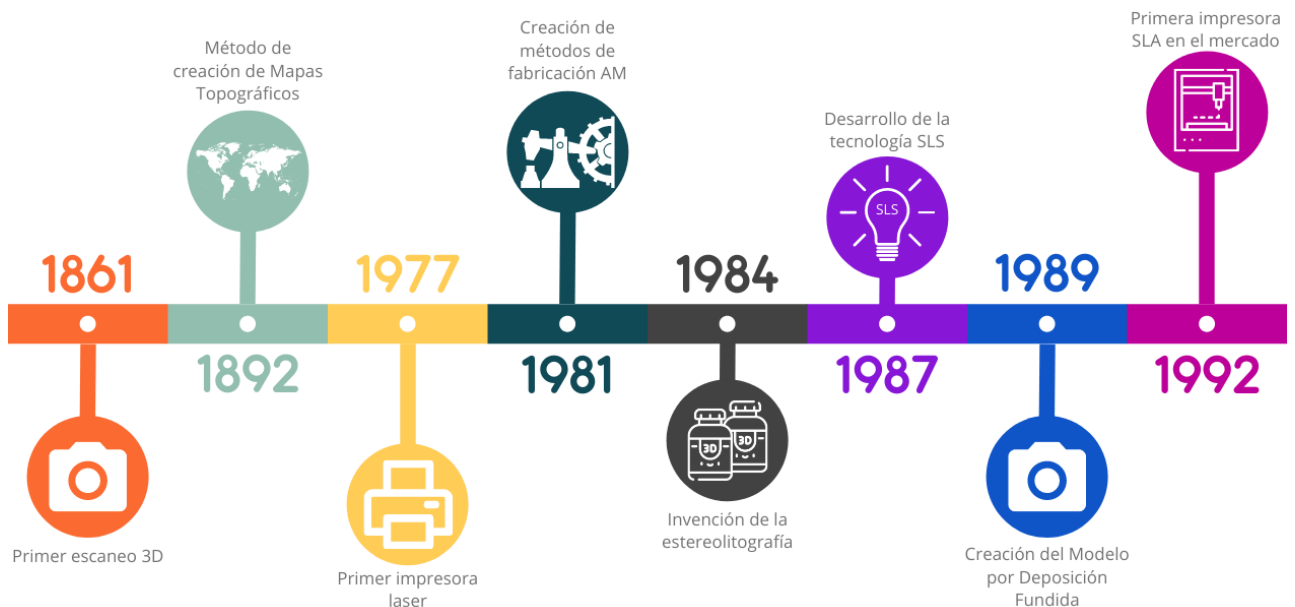 1861
Primer escaneo 3D
Método de
creación de Mapas
Topográficos
1892
1977
Primer impresora
laser
Creación de
métodos de
fabricación AM
1981
1984
3D
3D
Invención de la
estereolitografía
Desarrollo de la
tecnología SLS
SLS
1987
1989
Creación del Modelo
por Deposición
Fundida
Primera impresora
SLA en el mercado
1992